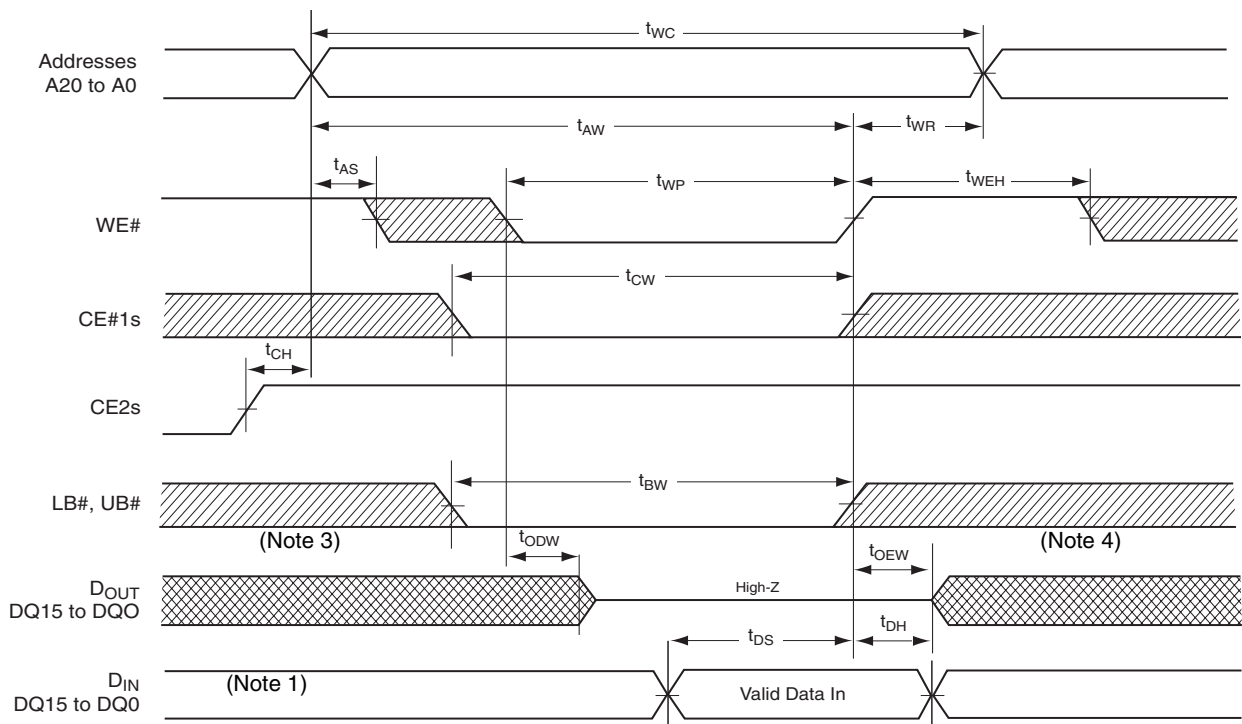 tWC
Addresses
A20 to A0
tAW
tWR
tAS
tWP
tWEH
WE#
tCW
CE#1s
tCH
CE2s
tBW
LB#, UB#
(Note 3)
(Note 4)
tODW
tOEW
DOUT
DQ15 to DQO
High-Z
tDS
tDH
DIN
DQ15 to DQ0
(Note 1)
Valid Data In